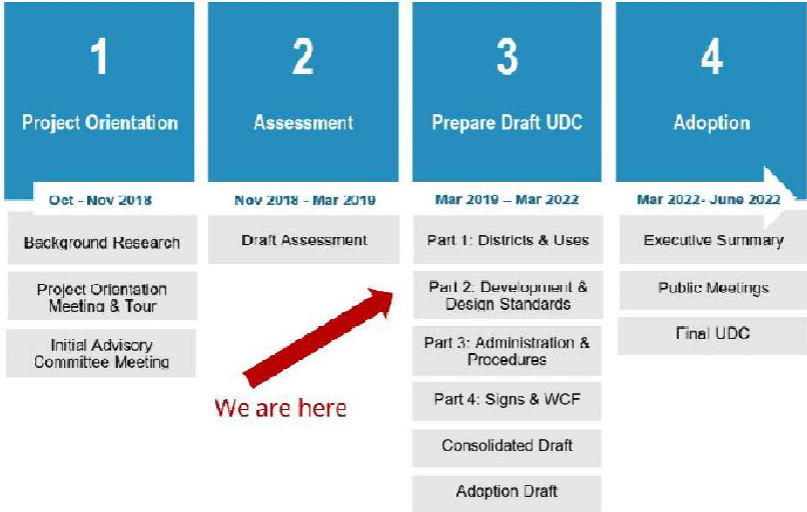 1
Project Orientation
Oct - Nov 2018
Background Research
Project Orientation
Meeting & Tour
Initial Advisory
Committee Meeting
2
Assessment
Nov 2018 - Mar 2019
Draft Assessment
We are here
3
Prepare Draft UDC
Mar 2019 – Mar 2022
Part 1: Districts & Uses
Part 2: Development &
Design Standards
Part 3: Administration &
Procedures
Part 4: Signs & WCF
Consolidated Draft
Adoption Draft
4
Adoption
Mar 2022- June 2022
Executive Summary
Public Meetings
Final UDC